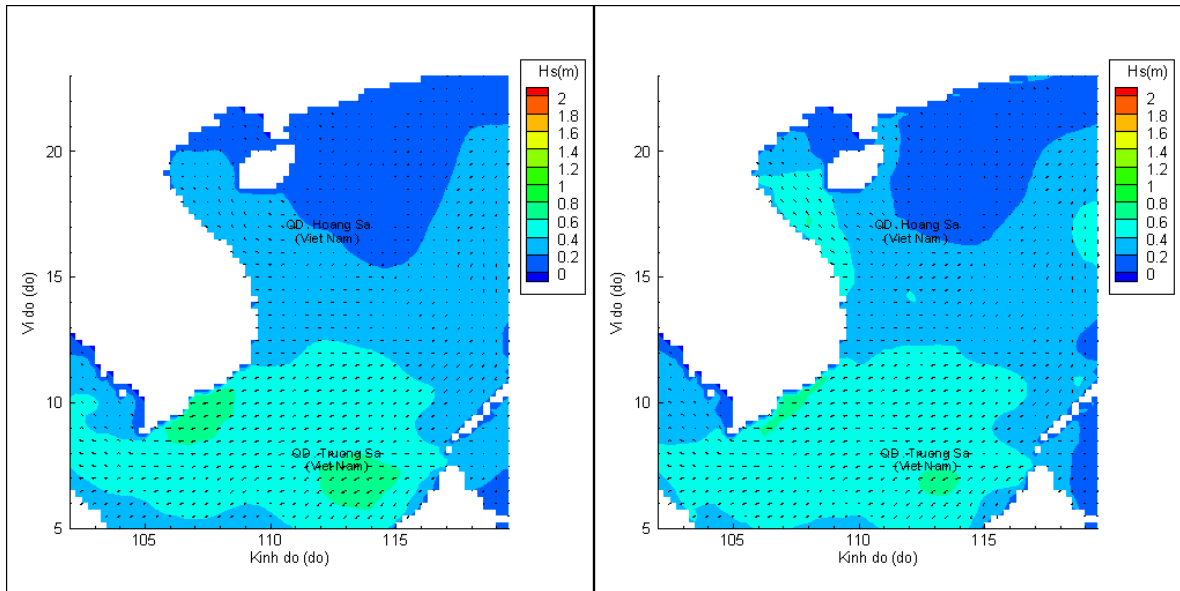 Hs(m)
2
1.8
1.6
1.4
1.2
1
0.8
0.6
0.4
0.2
0
20
15
10
5
Vi do (do)
QD. Hoang Sa
(Viet Nam)
QD. Truong Sa
(Viet Nam)
105
110
115
Kinh do (do)
Hs(m)
2
1.8
1.6
1.4
1.2
1
0.8
0.6
0.4
0.2
0
20
15
10
5
Vi do (do)
QD. Hoang Sa
(Viet Nam)
QD. Truong Sa
(Viet Nam)
105
110
115
Kinh do (do)